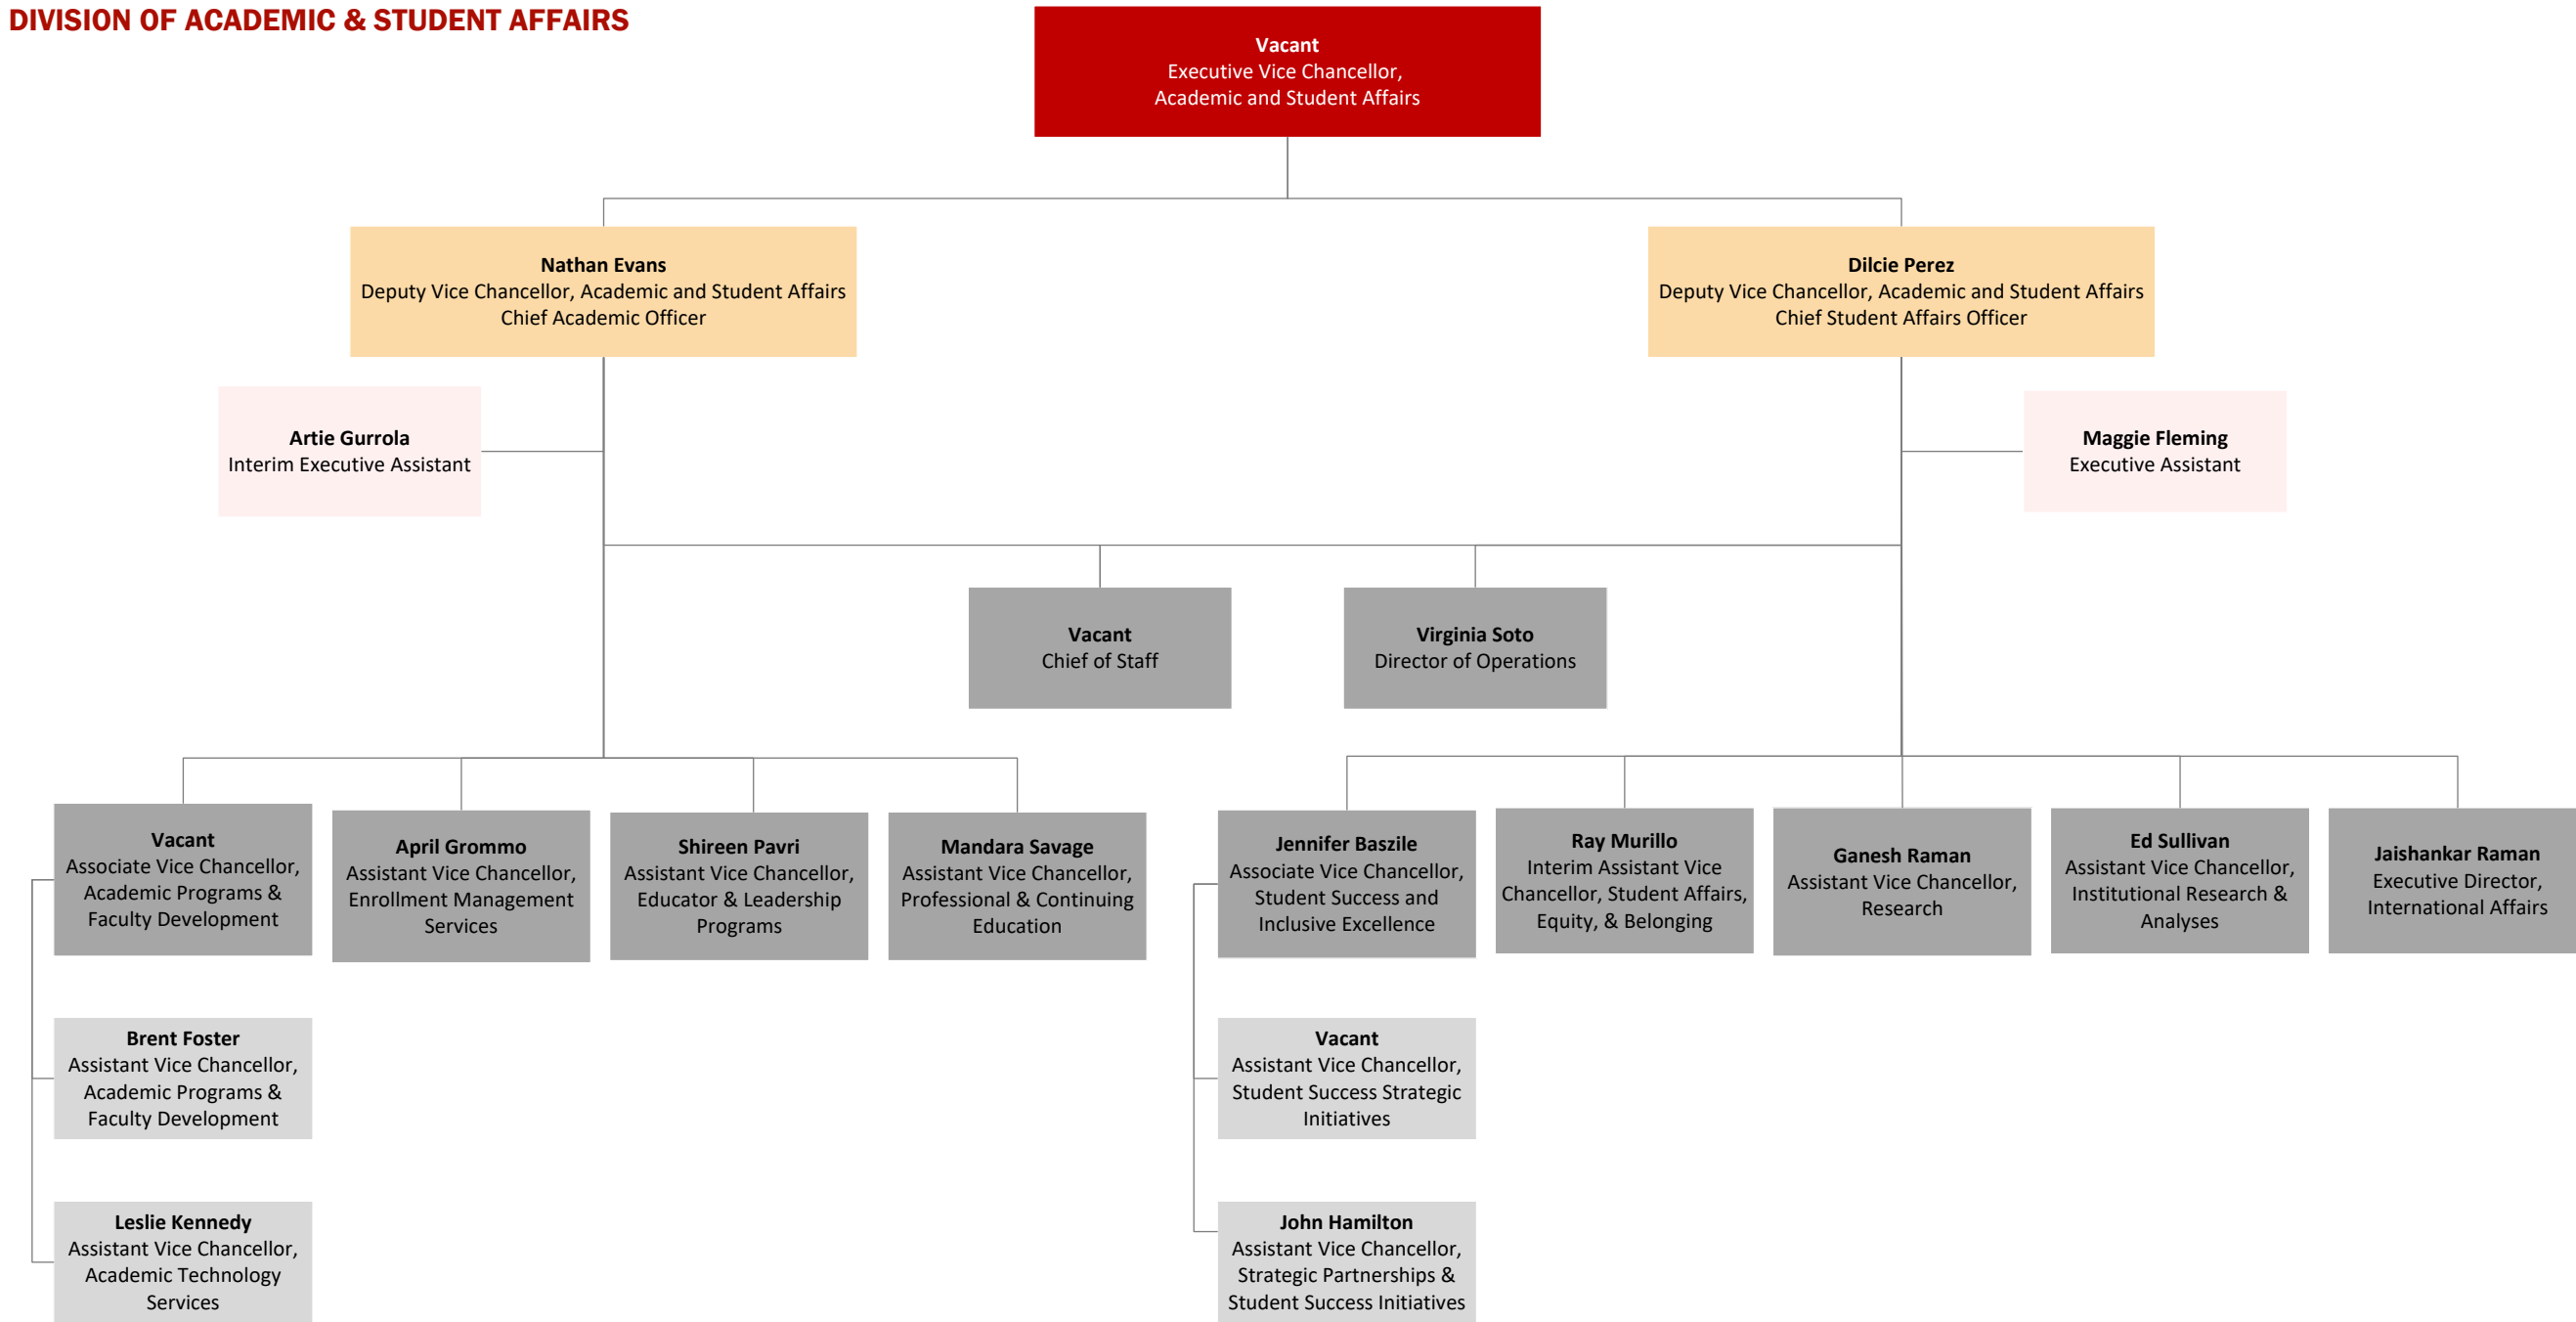 DIVISION OF ACADEMIC & STUDENT AFFAIRS
Vacant
Executive Vice Chancellor,
Academic and Student Affairs
Nathan Evans
Deputy Vice Chancellor, Academic and Student Affairs
Chief Academic Officer
Dilcie Perez
Deputy Vice Chancellor, Academic and Student Affairs
Chief Student Affairs Officer
Artie Gurrola
Interim Executive Assistant
Maggie Fleming
Executive Assistant
Vacant
Chief of Staff
Virginia Soto
Director of Operations
Vacant
Associate Vice Chancellor,
Academic Programs &
Faculty Development
April Grommo
Assistant Vice Chancellor,
Enrollment Management
Services
Shireen Pavri
Assistant Vice Chancellor,
Educator & Leadership
Programs
Mandara Savage
Assistant Vice Chancellor,
Professional & Continuing
Education
Jennifer Baszile
Associate Vice Chancellor,
Student Success and
Inclusive Excellence
Ray Murillo
Interim Assistant Vice
Chancellor, Student Affairs,
Equity, & Belonging
Ganesh Raman
Assistant Vice Chancellor,
Research
Ed Sullivan
Assistant Vice Chancellor,
Institutional Research &
Analyses
Jaishankar Raman
Executive Director,
International Affairs
Brent Foster
Assistant Vice Chancellor,
Academic Programs &
Faculty Development
Vacant
Assistant Vice Chancellor,
Student Success Strategic
Initiatives
Leslie Kennedy
Assistant Vice Chancellor,
Academic Technology
Services
John Hamilton
Assistant Vice Chancellor,
Strategic Partnerships &
Student Success Initiatives